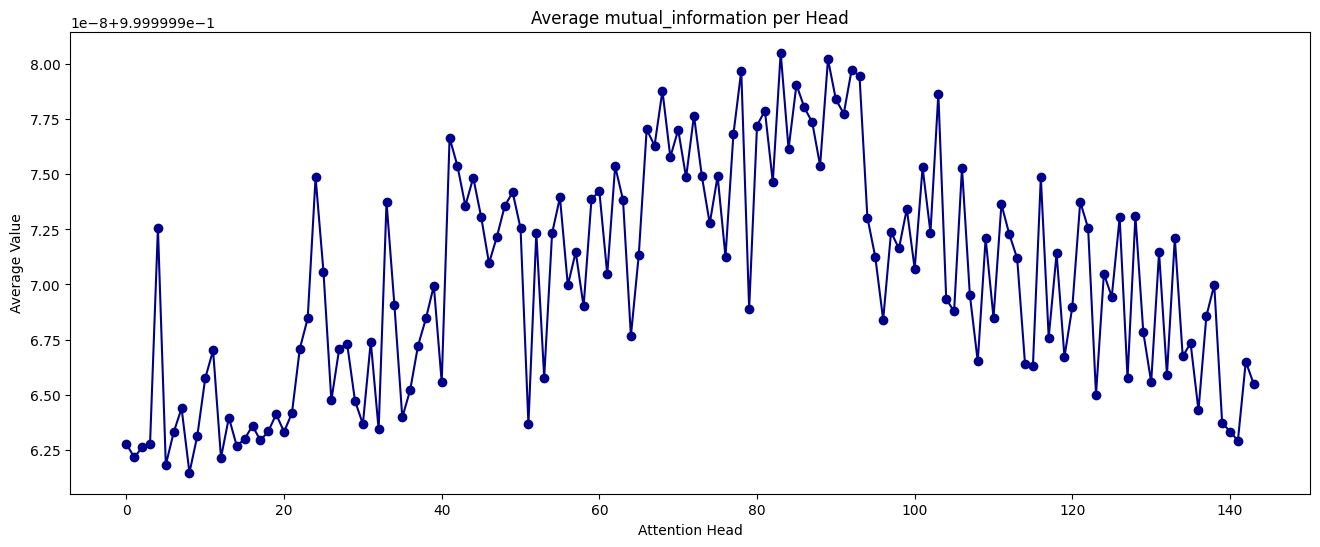 Average mutual_information per Head
1e−8+9.999999e−1
8.00
7.75
7.50
7.25
7.00
6.75
6.50
6.25
Average Value
0 20 40 60 80 100 120 140
Attention Head